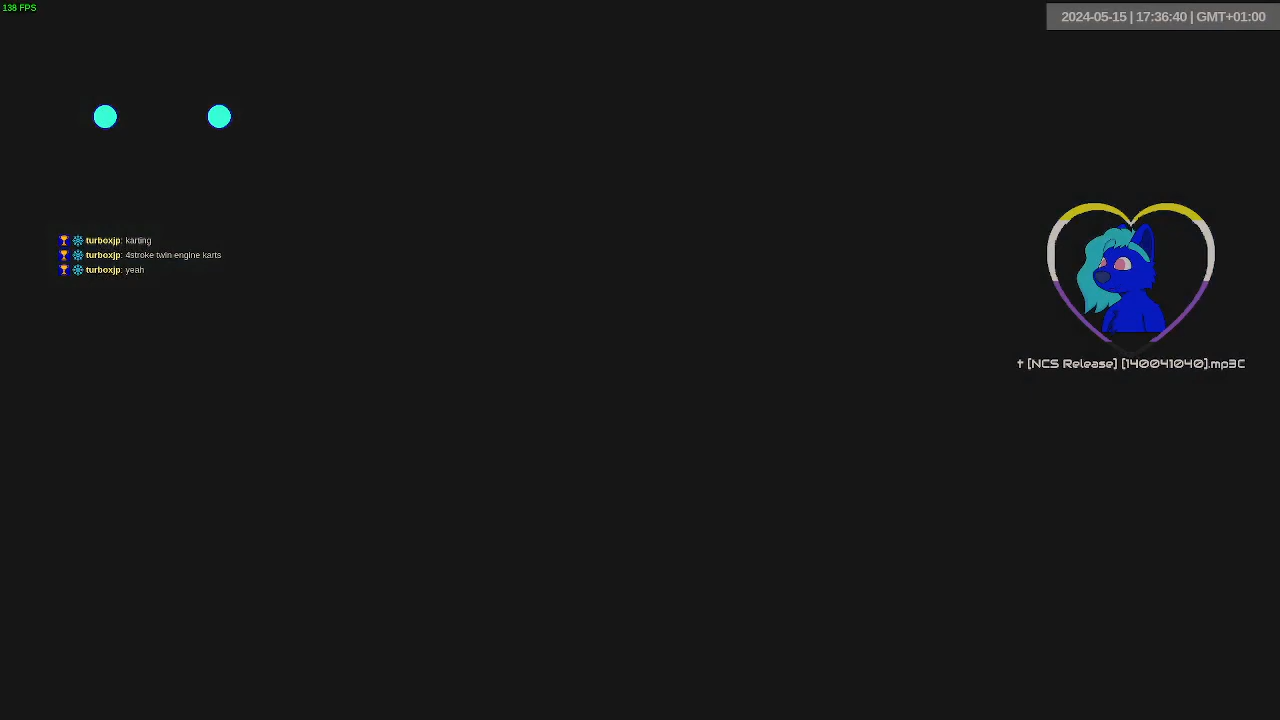 138 FPS
2024-05-15 | 17:36:40 | GMT+01:00
turboxjp: karting
turboxjp: 4stroke twin engine karts
turboxjp: yeah
t [NCS Release] [140041040].mp3C